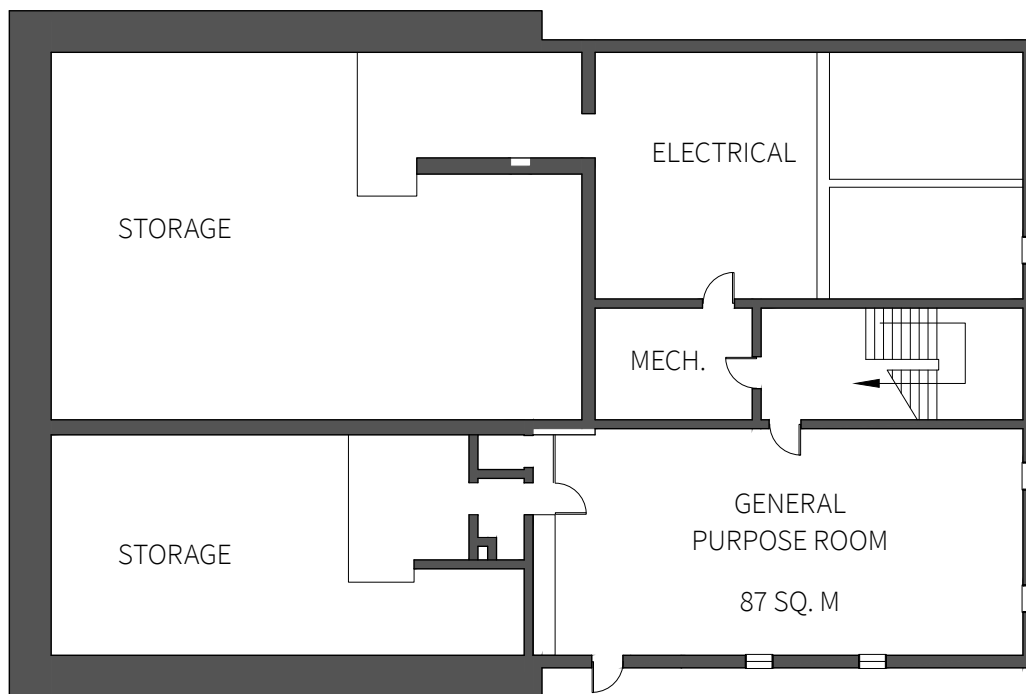 ELECTRICAL
STORAGE
MECH.
GENERAL
PURPOSE ROOM
87 SQ. M
STORAGE